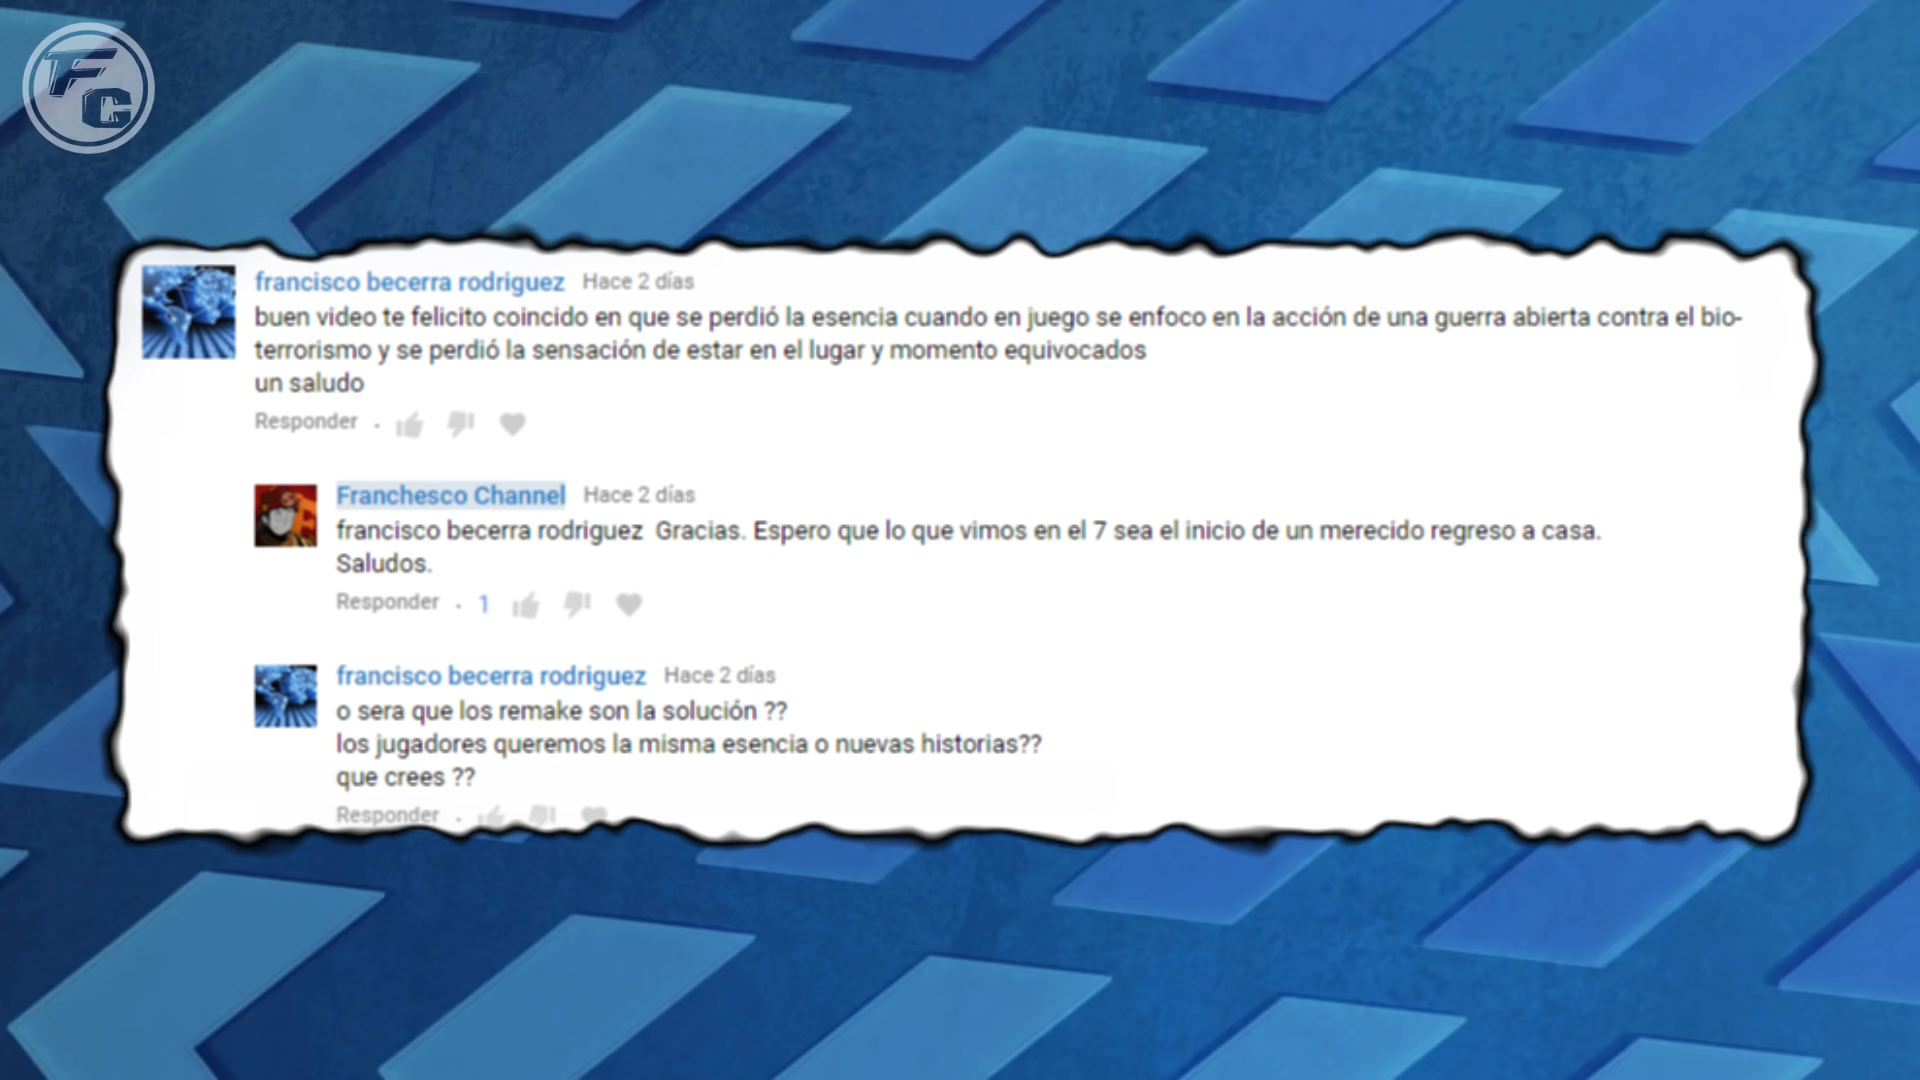 FC
francisco becerra rodriguez Hace 2 días
buen video te felicito coincido en que se perdió la esencia cuando en juego se enfoco en la acción de una guerra abierta contra el bio-
terrorismo y se perdió la sensación de estar en el lugar y momento equivocados
un saludo
Responder .
Franchesco Channel Hace 2 días
francisco becerra rodriguez  Gracias. Espero que lo que vimos en el 7 sea el inicio de un merecido regreso a casa.
Saludos.
Responder . 1
francisco becerra rodriguez Hace 2 días
o sera que los remake son la solución ??
los jugadores queremos la misma esencia o nuevas historias??
que crees ??
Responder .